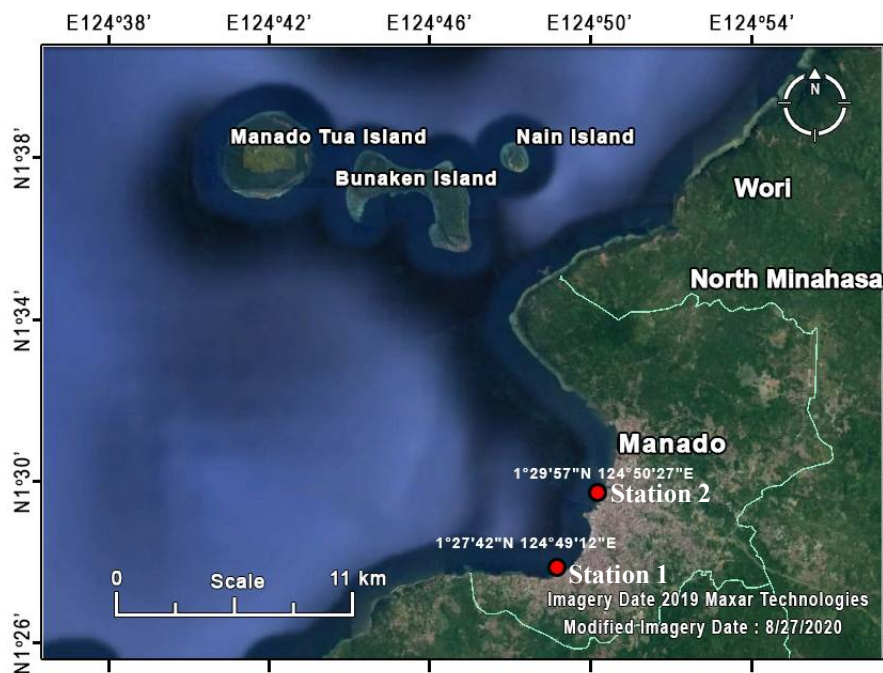 E124°38' E124°42' E124°46' E124°50' E124°54'
N
N1°38'
Manado Tua Island
Nain Island
Bunaken Island
Wori
North Minahasa
N1°34'
Manado
N1°30'
1°29'57"N 124°50'27"E
Station 2
1°27'42"N 124°49'12"E
Station 1
0 Scale 11 km
Imagery Date 2019 Maxar Technologies
Modified Imagery Date : 8/27/2020
N1°26'